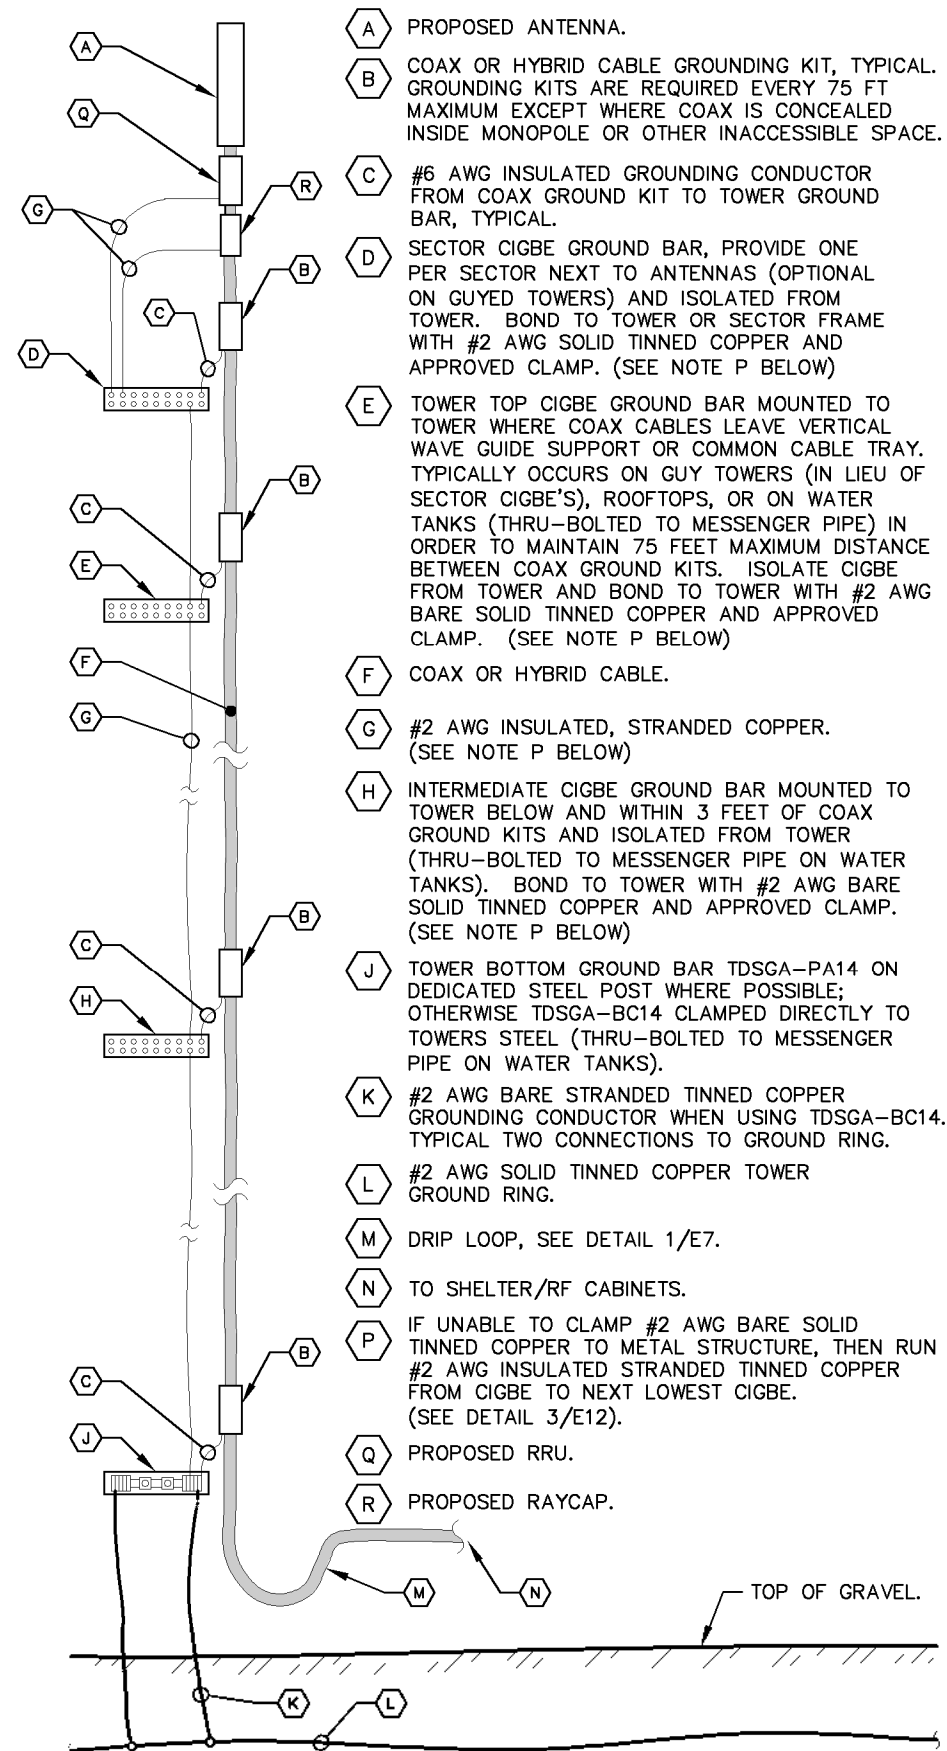 A PROPOSED ANTENNA.
B COAX OR HYBRID CABLE GROUNDING KIT, TYPICAL.
GROUNDING KITS ARE REQUIRED EVERY 75 FT
MAXIMUM EXCEPT WHERE COAX IS CONCEALED
INSIDE MONOPOLE OR OTHER INACCESSIBLE SPACE.
C #6 AWG INSULATED GROUNDING CONDUCTOR
FROM COAX GROUND KIT TO TOWER GROUND
BAR, TYPICAL.
D SECTOR CIGBE GROUND BAR, PROVIDE ONE
PER SECTOR NEXT TO ANTENNAS (OPTIONAL
ON GUYED TOWERS) AND ISOLATED FROM
TOWER. BOND TO TOWER OR SECTOR FRAME
WITH #2 AWG SOLID TINNED COPPER AND
APPROVED CLAMP. (SEE NOTE P BELOW)
E TOWER TOP CIGBE GROUND BAR MOUNTED TO
TOWER WHERE COAX CABLES LEAVE VERTICAL
WAVE GUIDE SUPPORT OR COMMON CABLE TRAY.
TYPICALLY OCCURS ON GUY TOWERS (IN LIEU OF
SECTOR CIGBE'S), ROOFTOPS, OR ON WATER
TANKS (THRU-BOLTED TO MESSENGER PIPE) IN
ORDER TO MAINTAIN 75 FEET MAXIMUM DISTANCE
BETWEEN COAX GROUND KITS. ISOLATE CIGBE
FROM TOWER AND BOND TO TOWER WITH #2 AWG
BARE SOLID TINNED COPPER AND APPROVED
CLAMP. (SEE NOTE P BELOW)
F COAX OR HYBRID CABLE.
G #2 AWG INSULATED, STRANDED COPPER.
(SEE NOTE P BELOW)
H INTERMEDIATE CIGBE GROUND BAR MOUNTED TO
TOWER BELOW AND WITHIN 3 FEET OF COAX
GROUND KITS AND ISOLATED FROM TOWER
(THRU-BOLTED TO MESSENGER PIPE ON WATER
TANKS). BOND TO TOWER WITH #2 AWG BARE
SOLID TINNED COPPER AND APPROVED CLAMP.
(SEE NOTE P BELOW)
J TOWER BOTTOM GROUND BAR TDSGA-PA14 ON
DEDICATED STEEL POST WHERE POSSIBLE;
OTHERWISE TDSGA-BC14 CLAMPED DIRECTLY TO
TOWERS STEEL (THRU-BOLTED TO MESSENGER
PIPE ON WATER TANKS).
K #2 AWG BARE STRANDED TINNED COPPER
GROUNDING CONDUCTOR WHEN USING TDSGA-BC14.
TYPICAL TWO CONNECTIONS TO GROUND RING.
L #2 AWG SOLID TINNED COPPER TOWER
GROUND RING.
M DRIP LOOP, SEE DETAIL 1/E7.
N TO SHELTER/RF CABINETS.
P IF UNABLE TO CLAMP #2 AWG BARE SOLID
TINNED COPPER TO METAL STRUCTURE, THEN RUN
#2 AWG INSULATED STRANDED TINNED COPPER
FROM CIGBE TO NEXT LOWEST CIGBE.
(SEE DETAIL 3/E12).
Q PROPOSED RRU.
R PROPOSED RAYCAP.
A
Q
R
G
B
C
D
B
C
E
F
G
B
C
H
B
C
J
M
N
TOP OF GRAVEL.
K
L